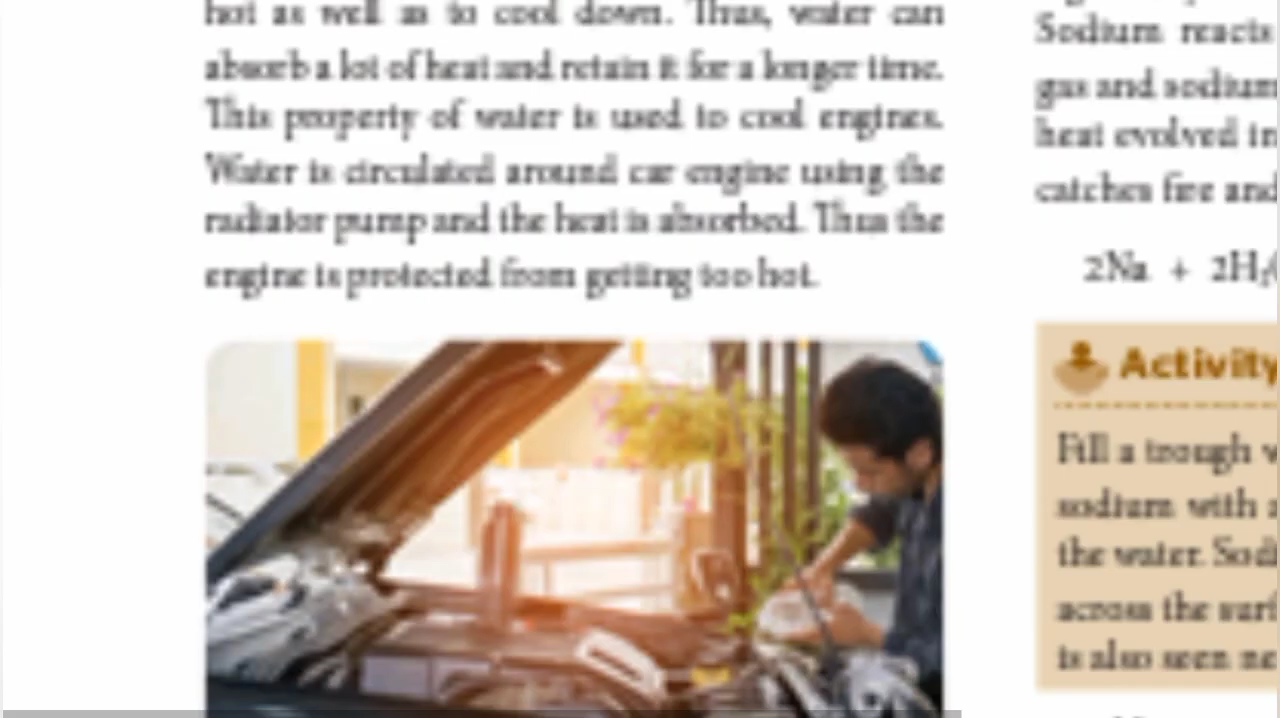 hot as well as to cool down. Thus, water can
absorb a lot of heat and retain it for a longer time.
This property of water is used to cool engines.
Water is circulated around car engine using the
radiator pump and the heat is absorbed. Thus the
engine is protected from getting too hot.
Sodium reacts
gas and sodium
heat evolved in
catches fire and
2Na + 2H₂
Activity
Fill a trough
sodium with
the water.
across the
is also seen